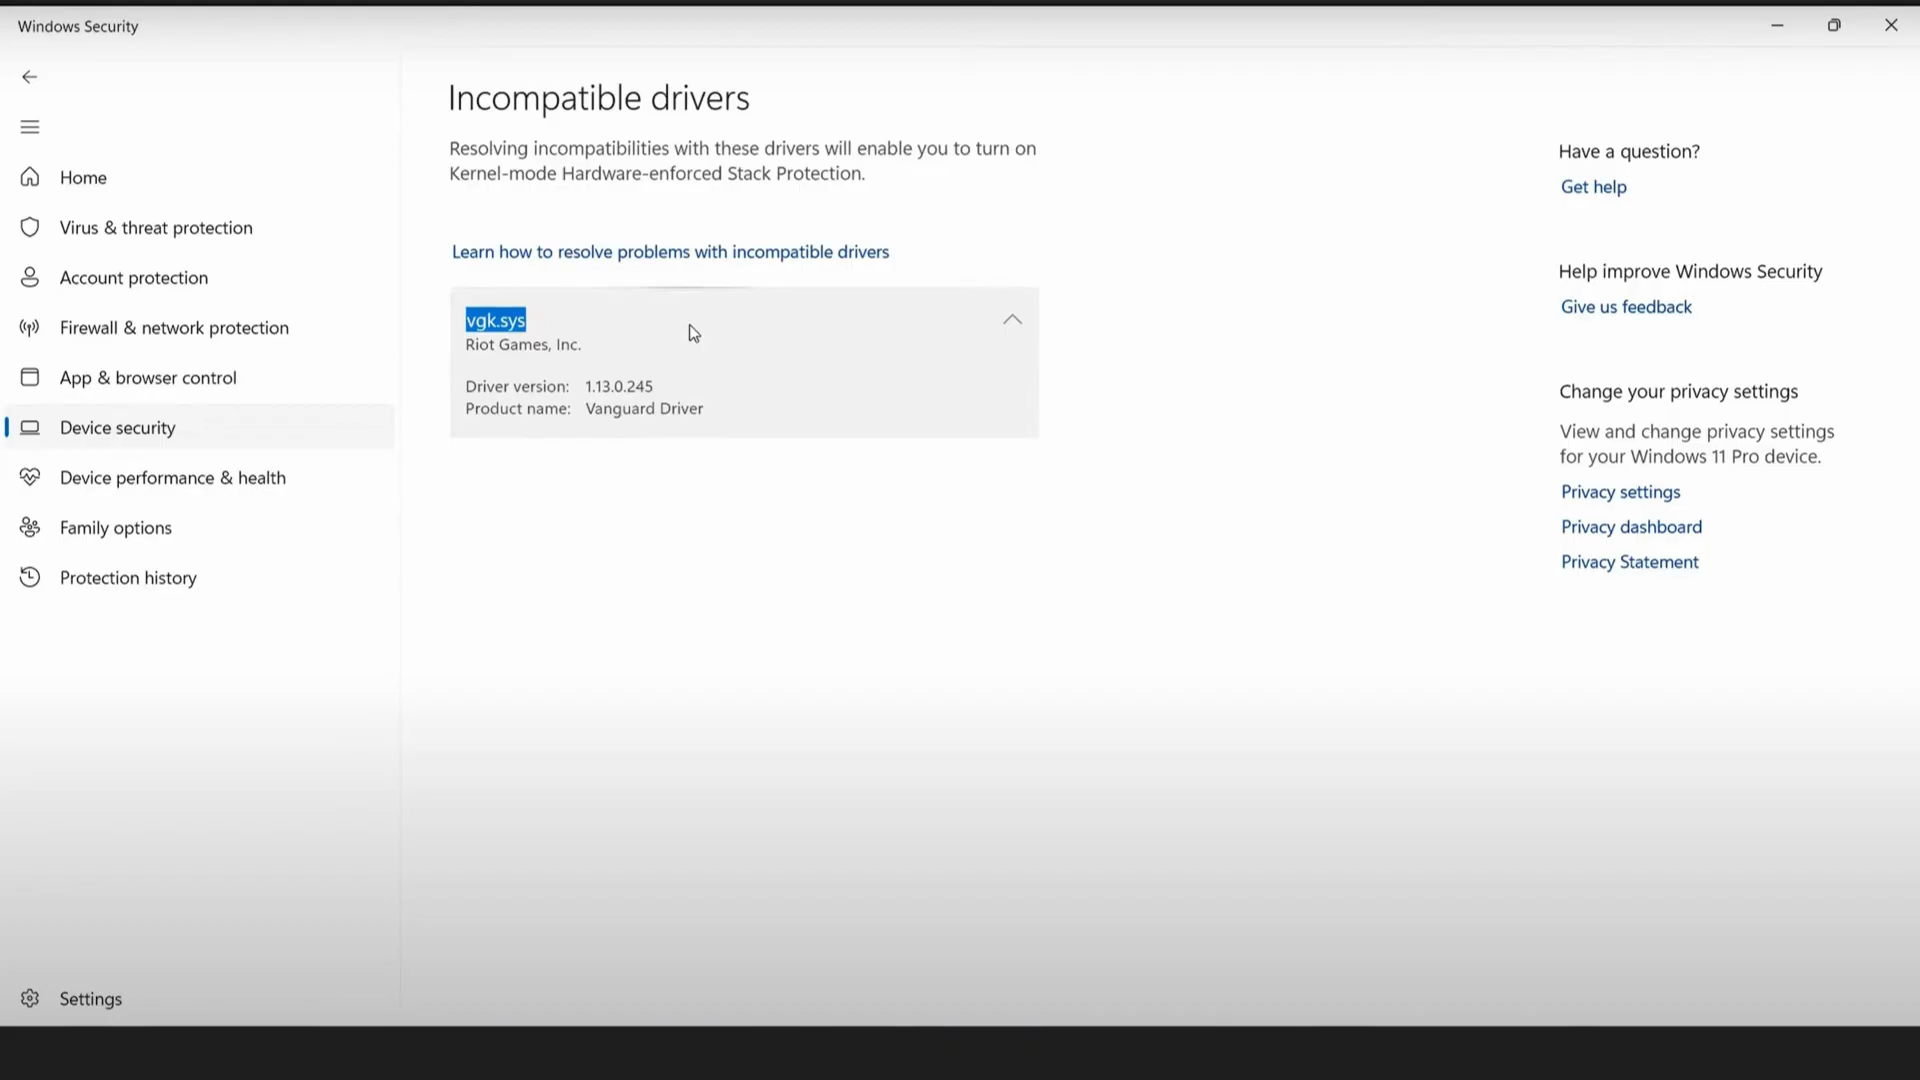 Windows Security
Home
Virus & threat protection
Account protection
Firewall & network protection
App & browser control
Device security
Device performance & health
Family options
Protection history
Settings
Incompatible drivers
Resolving incompatibilities with these drivers will enable you to turn on
Kernel-mode Hardware-enforced Stack Protection.
Learn how to resolve problems with incompatible drivers
vgk.sys
Riot Games, Inc.
Driver version: 1.13.0.245
Product name: Vanguard Driver
Have a question?
Get help
Help improve Windows Security
Give us feedback
Change your privacy settings
View and change privacy settings
for your Windows 11 Pro device.
Privacy settings
Privacy dashboard
Privacy Statement